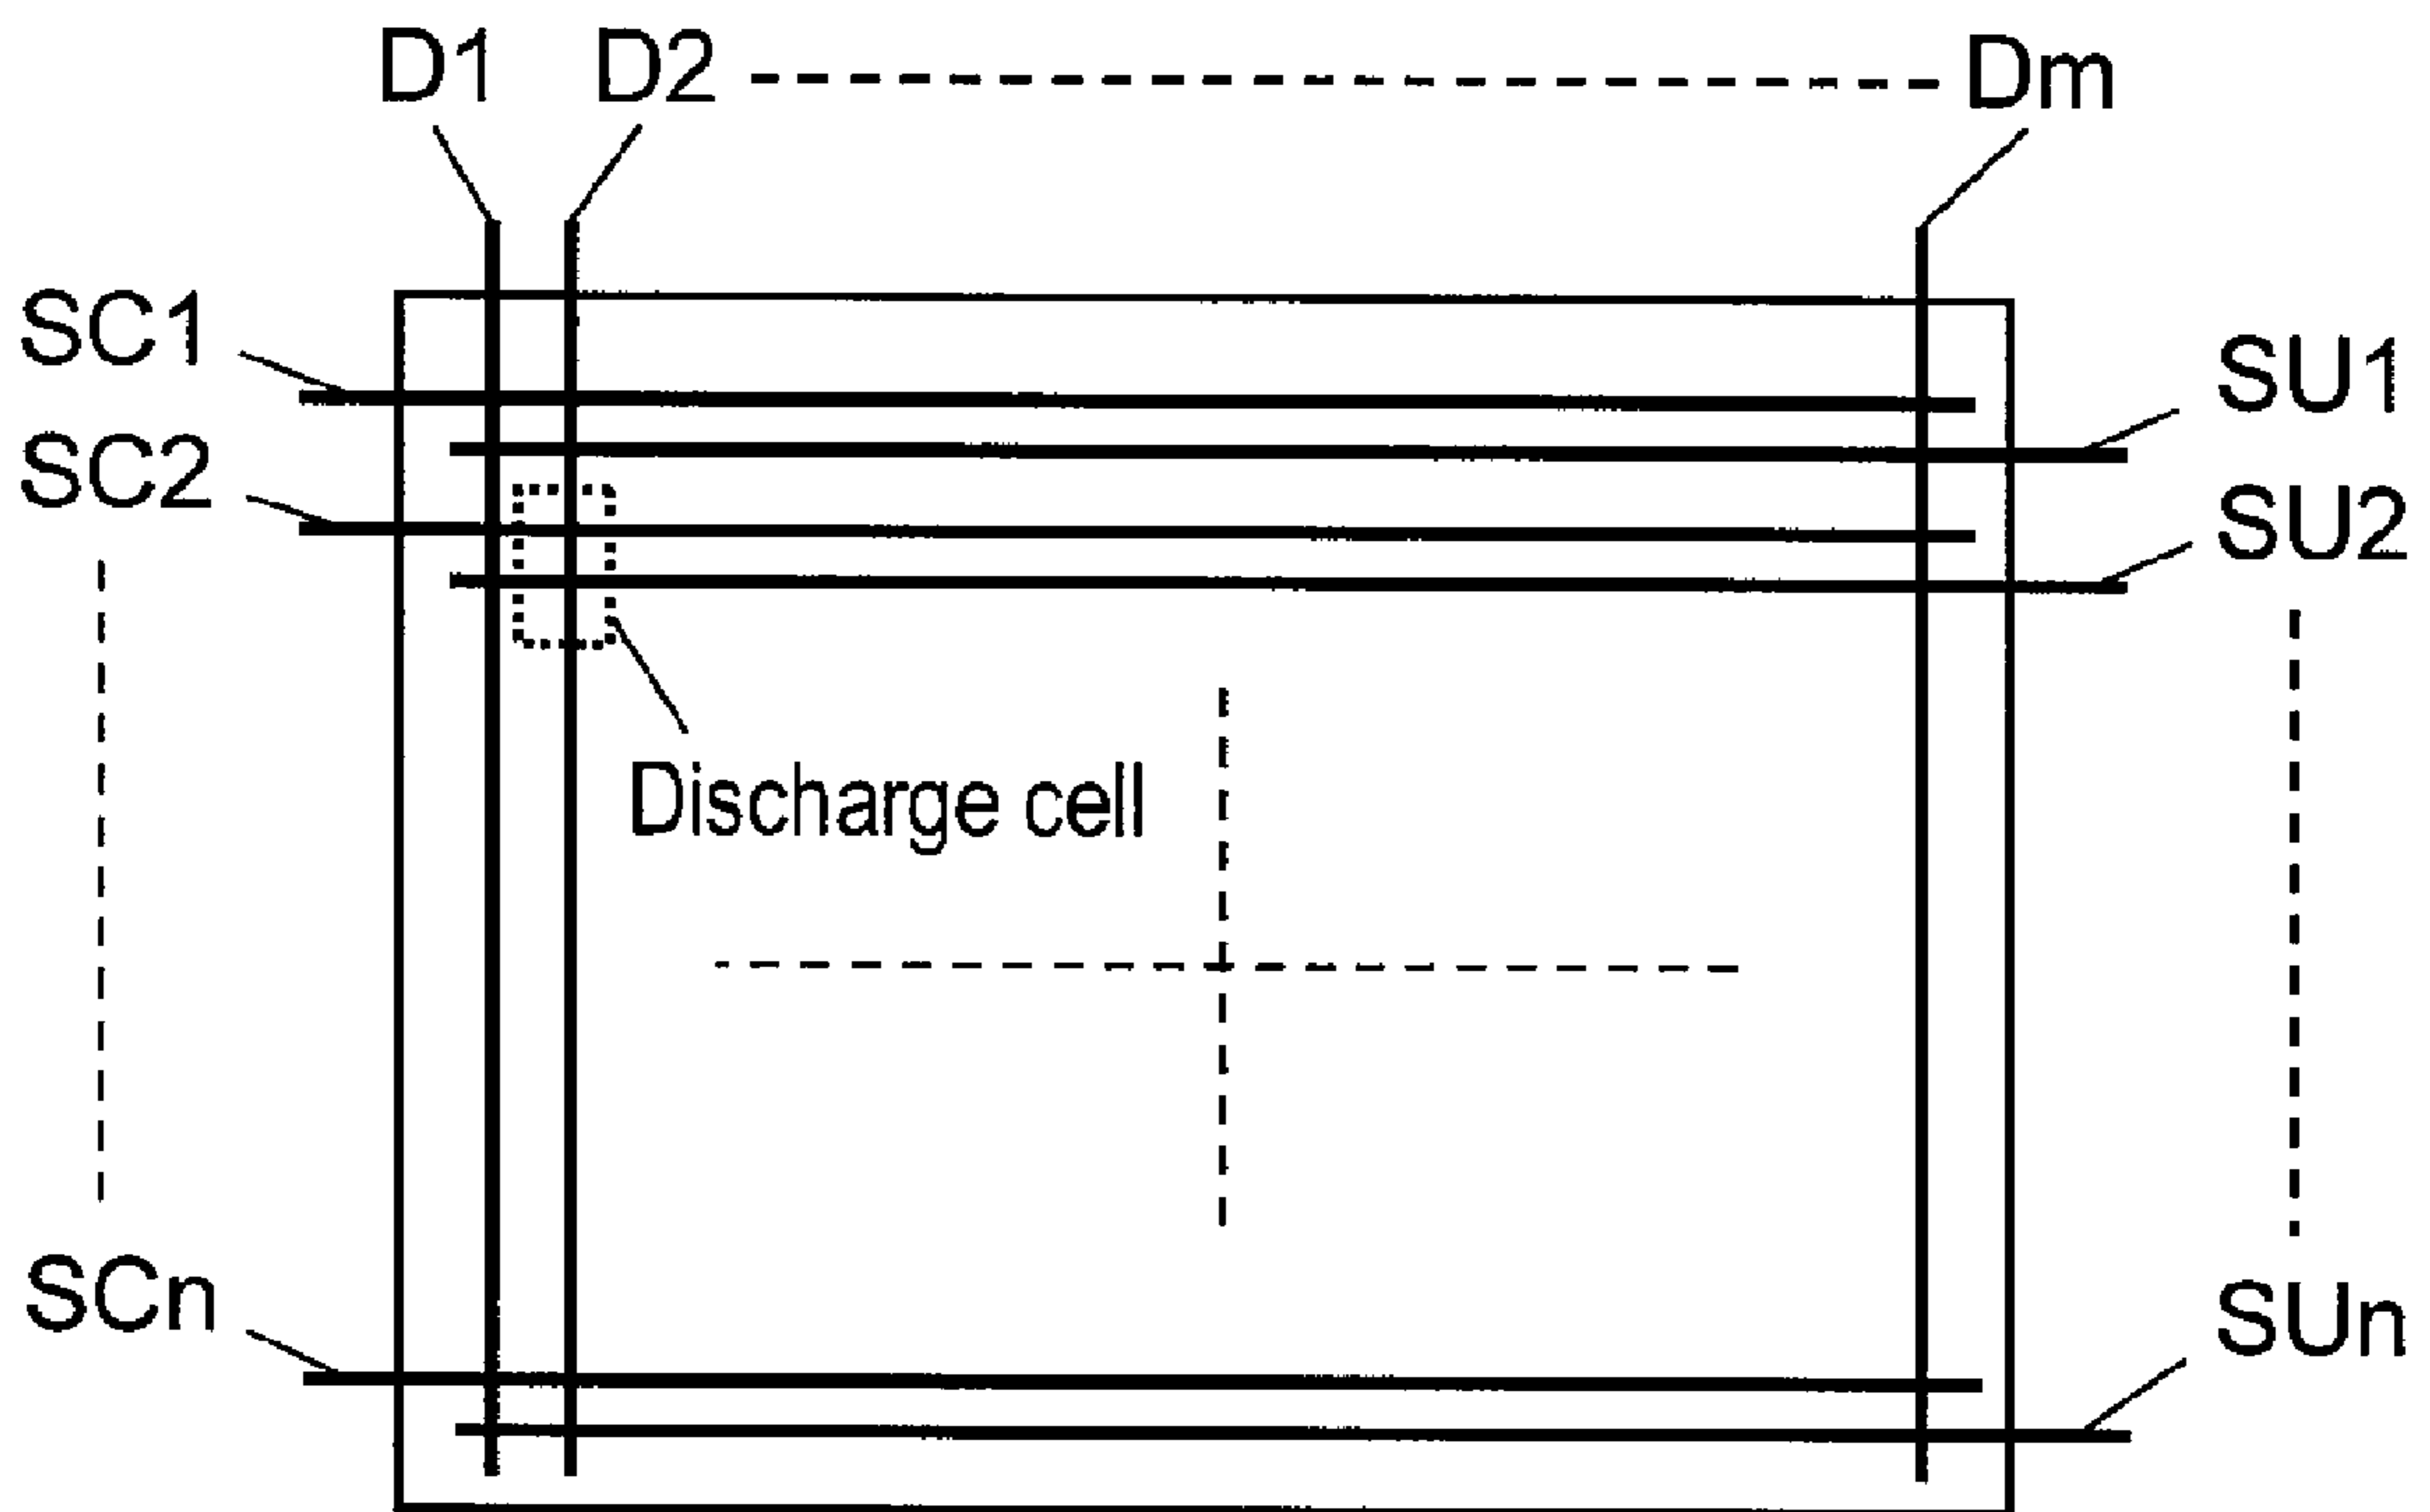 D1 D2 Dm
SC1
SU1
SC2
SU2
Discharge cell
SCn
SUn